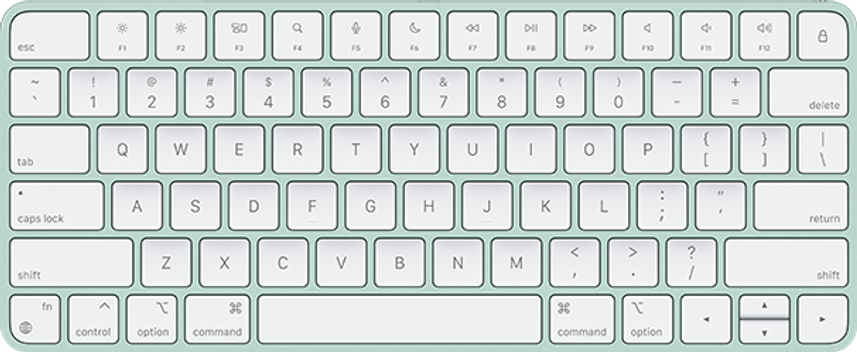 esc F1 F2 F3 F4 F5 F6 F7 F8 F9 F10 F11 F12
~ ! @ # $ % ^ & * ( ) — +
` 1 2 3 4 5 6 7 8 9 0 - = delete
{ } |
tab Q W E R T Y U I O P [ ] \
: "
caps lock A S D F G H J K L ; ' return
< > ?
shift Z X C V B N M , . / shift
fn ^ ⌥ ⌘ ⌘ ⌥
control option command command option